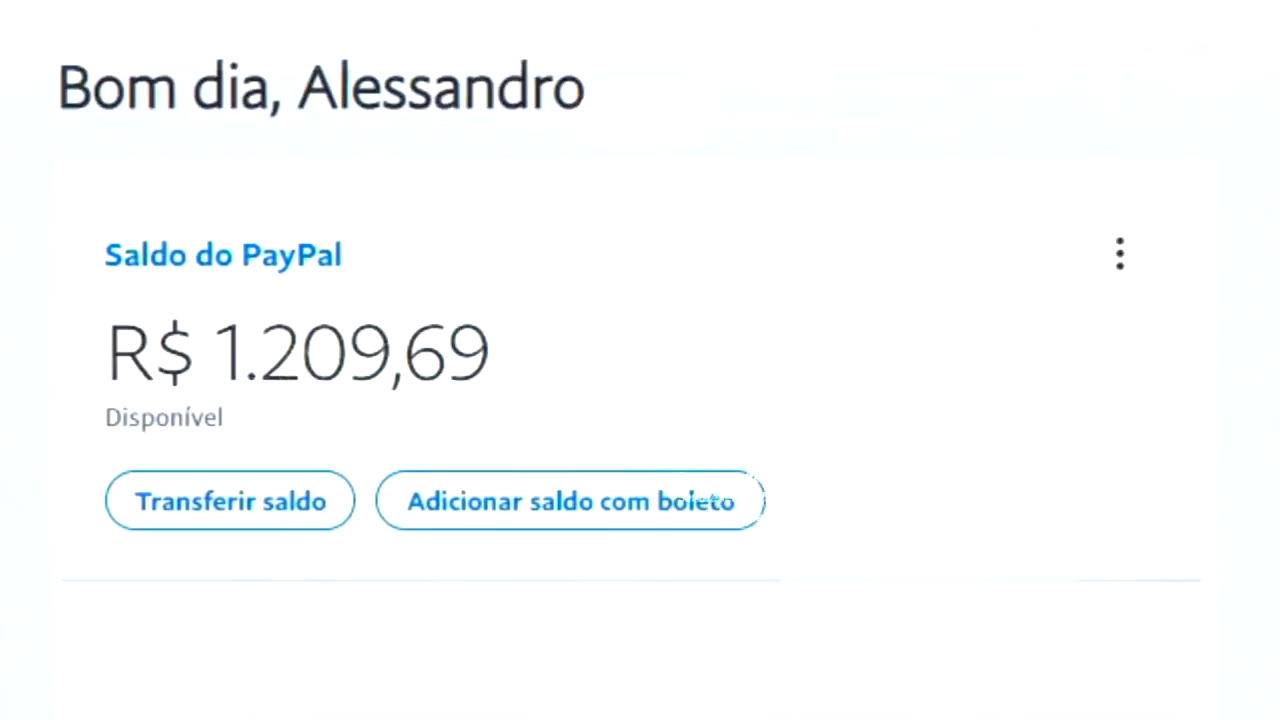 Bom dia, Alessandro
Saldo do PayPal
R$ 1.209,69
Disponível
Transferir saldo
Adicionar saldo com boleto